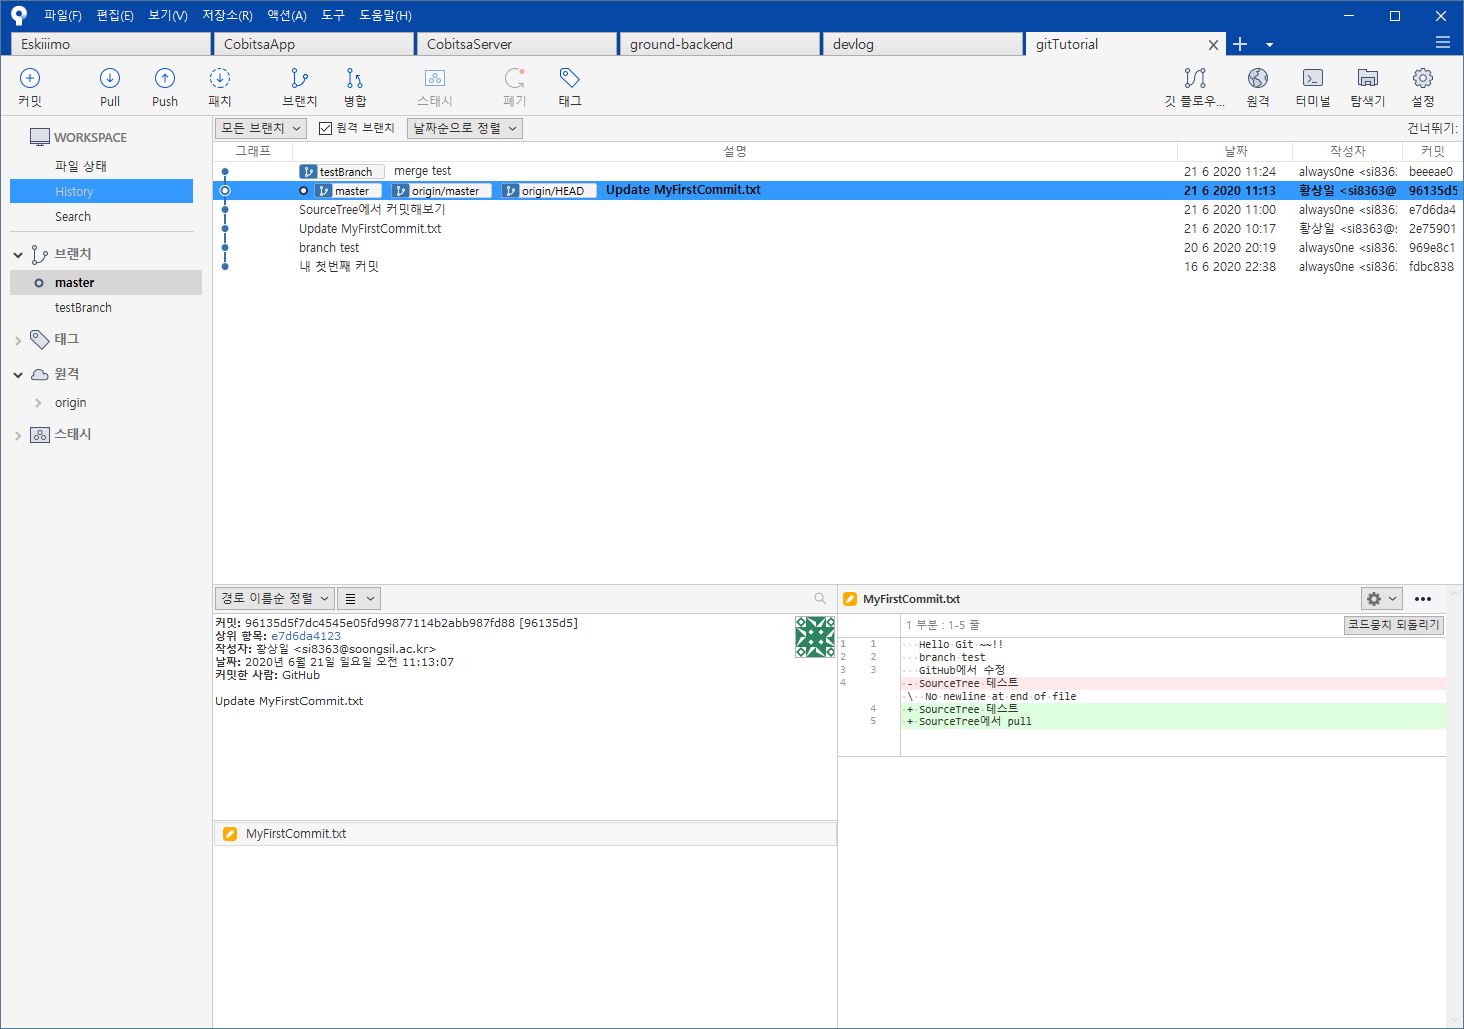 파일(F) 편집(E) 보기(V) 저장소(R) 액션(A) 도구 도움말(H)
Eskiiimo CobitsaApp CobitsaServer ground-backend devlog gitTutorial
커밋 Pull Push 패치 브랜치 병합 스태시 폐기 태그 깃 플로우... 원격 터미널 탐색기 설정
WORKSPACE
파일 상태
History
Search
브랜치
master
testBranch
태그
원격
origin
스태시
모든 브랜치 원격 브랜치 날짜순으로 정렬 건너뛰기:
그래프 설명 날짜 작성자 커밋
testBranch merge test 21 6 2020 11:24 always0ne <si836 beeeae0
master origin/master origin/HEAD Update MyFirstCommit.txt 21 6 2020 11:13 황상일 <si8363@ 96135d5
SourceTree에서 커밋해보기 21 6 2020 11:00 always0ne <si836 e7d6da4
Update MyFirstCommit.txt 21 6 2020 10:17 황상일 <si8363@s 2e75901
branch test 20 6 2020 20:19 always0ne <si836 969e8c1
내 첫번째 커밋 16 6 2020 22:38 always0ne <si836 fdbc838
경로 이름순 정렬
커밋: 96135d5f7dc4545e05fd99877114b2abb987fd88 [96135d5]
상위 항목: e7d6da4123
작성자: 황상일 <si8363@soongsil.ac.kr>
날짜: 2020년 6월 21일 일요일 오전 11:13:07
커밋한 사람: GitHub
Update MyFirstCommit.txt
MyFirstCommit.txt
MyFirstCommit.txt
1 부분 : 1-5 줄 코드뭉치 되돌리기
1 1 Hello Git ~~!!
2 2 branch test
3 3 GitHub에서 수정
4 - SourceTree 테스트
\ No newline at end of file
4 + SourceTree 테스트
5 + SourceTree에서 pull